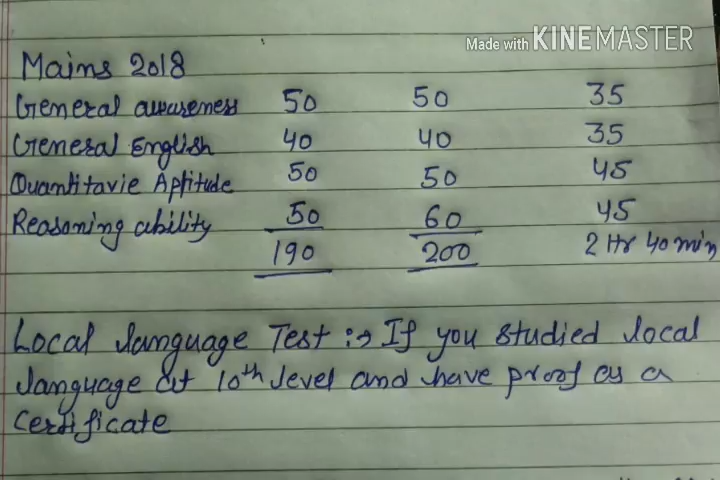 Made with KINEMASTER
Mains 2018
General awareness 50 50 35
General English 40 40 35
Quantitavie Aptitude 50 50 45
Reasoning ability 50 60 45
190 200 2 Hr 40 min
Local language Test :→ If you studied local
language at 10th level and have proof as a
certificate